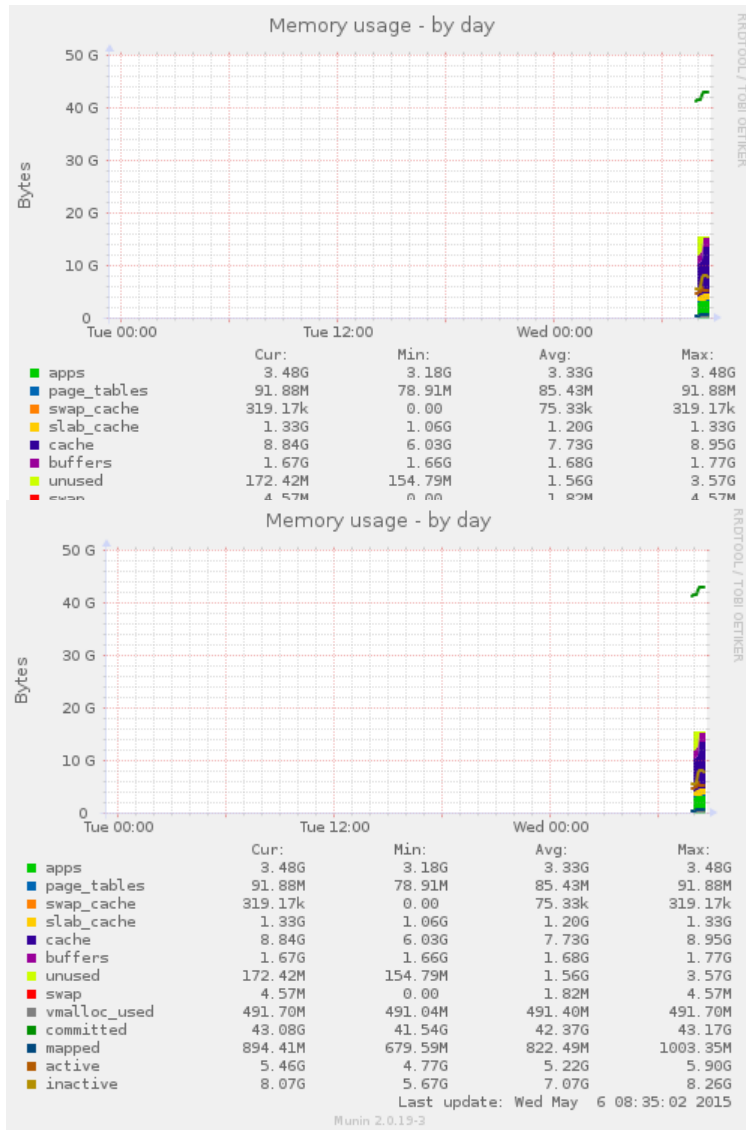 Memory usage - by day
RRDTOOL / TOBI OETIKER
Bytes
50 G
40 G
30 G
20 G
10 G
0
Tue 00:00 Tue 12:00 Wed 00:00
Cur: Min: Avg: Max:
apps 3.48G 3.18G 3.33G 3.48G
page_tables 91.88M 78.91M 85.43M 91.88M
swap_cache 319.17k 0.00 75.33k 319.17k
slab_cache 1.33G 1.06G 1.20G 1.33G
cache 8.84G 6.03G 7.73G 8.95G
buffers 1.67G 1.66G 1.68G 1.77G
unused 172.42M 154.79M 1.56G 3.57G
swap 4.57M 0.00 1.82M 4.57M
Memory usage - by day
RRDTOOL / TOBI OETIKER
Bytes
50 G
40 G
30 G
20 G
10 G
0
Tue 00:00 Tue 12:00 Wed 00:00
Cur: Min: Avg: Max:
apps 3.48G 3.18G 3.33G 3.48G
page_tables 91.88M 78.91M 85.43M 91.88M
swap_cache 319.17k 0.00 75.33k 319.17k
slab_cache 1.33G 1.06G 1.20G 1.33G
cache 8.84G 6.03G 7.73G 8.95G
buffers 1.67G 1.66G 1.68G 1.77G
unused 172.42M 154.79M 1.56G 3.57G
swap 4.57M 0.00 1.82M 4.57M
vmalloc_used 491.70M 491.04M 491.40M 491.70M
committed 43.08G 41.54G 42.37G 43.17G
mapped 894.41M 679.59M 822.49M 1003.35M
active 5.46G 4.77G 5.22G 5.90G
inactive 8.07G 5.67G 7.07G 8.26G
Last update: Wed May 6 08:35:02 2015
Munin 2.0.19-3